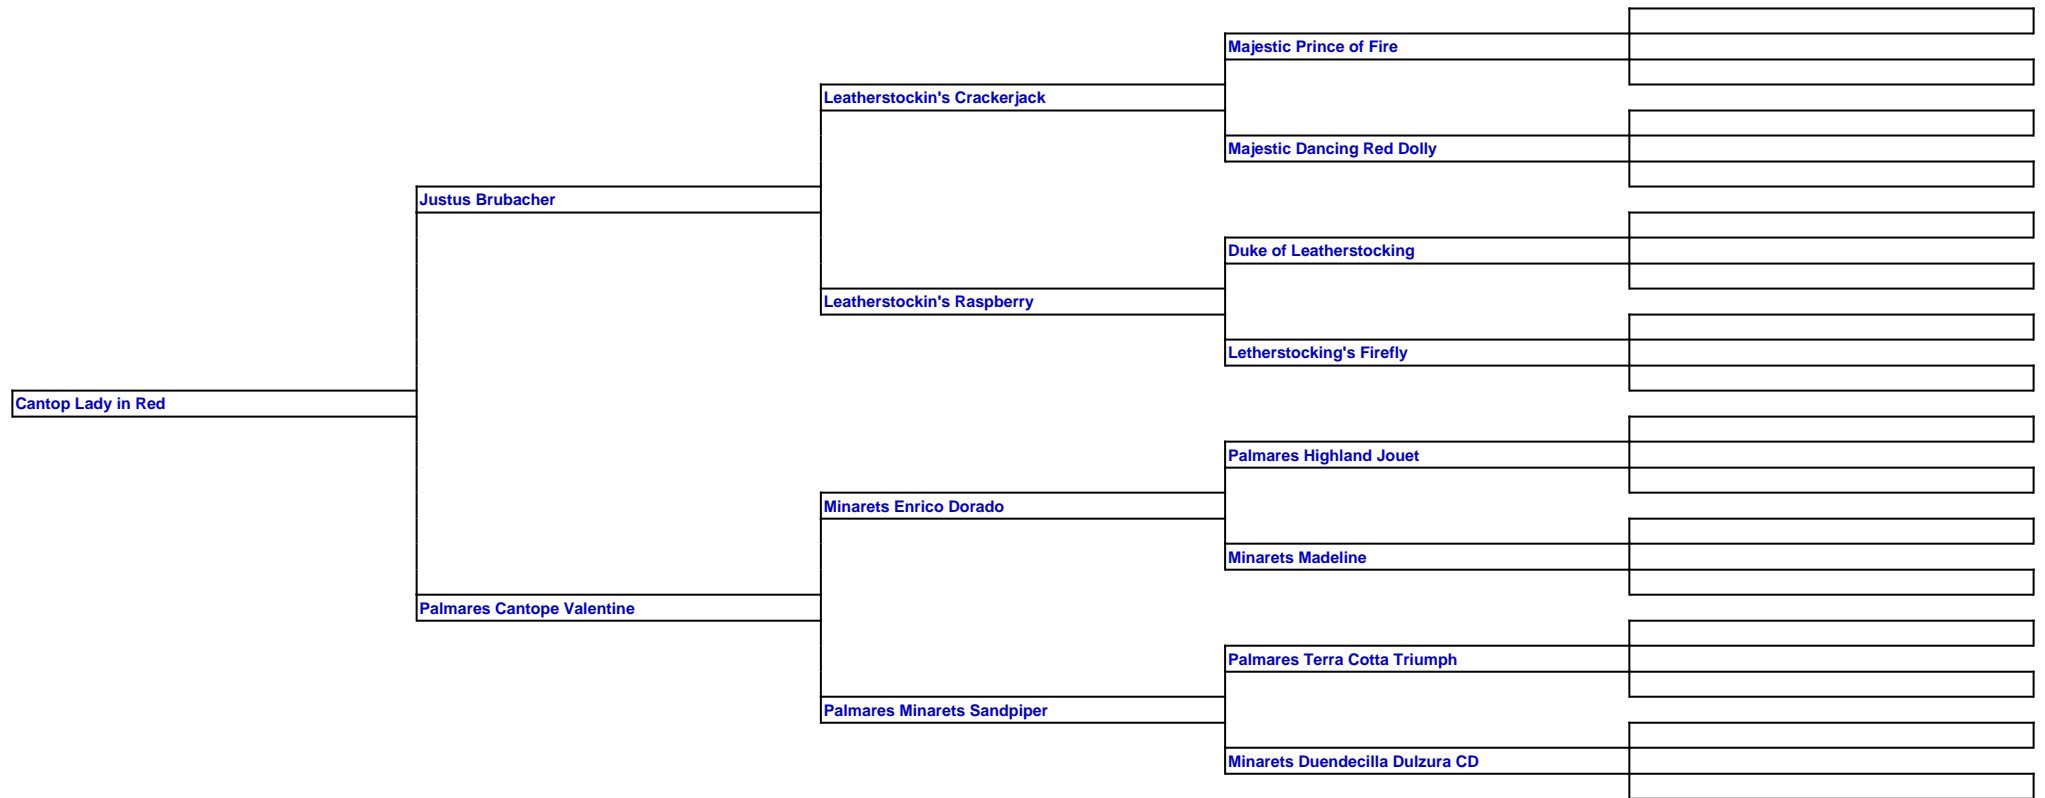 Majestic Prince of Fire
Leatherstockin's Crackerjack
Majestic Dancing Red Dolly
Justus Brubacher
Duke of Leatherstocking
Leatherstockin's Raspberry
Letherstocking's Firefly
Cantop Lady in Red
Palmares Highland Jouet
Minarets Enrico Dorado
Minarets Madeline
Palmares Cantope Valentine
Palmares Terra Cotta Triumph
Palmares Minarets Sandpiper
Minarets Duendecilla Dulzura CD